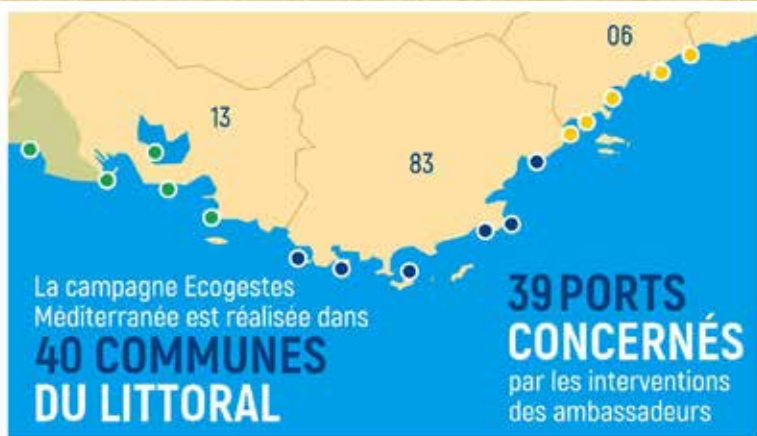 06
13
83
La campagne Ecogestes
Méditerranée est réalisée dans
40 COMMUNES
DU LITTORAL
39 PORTS
CONCERNÉS
par les interventions
des ambassadeurs